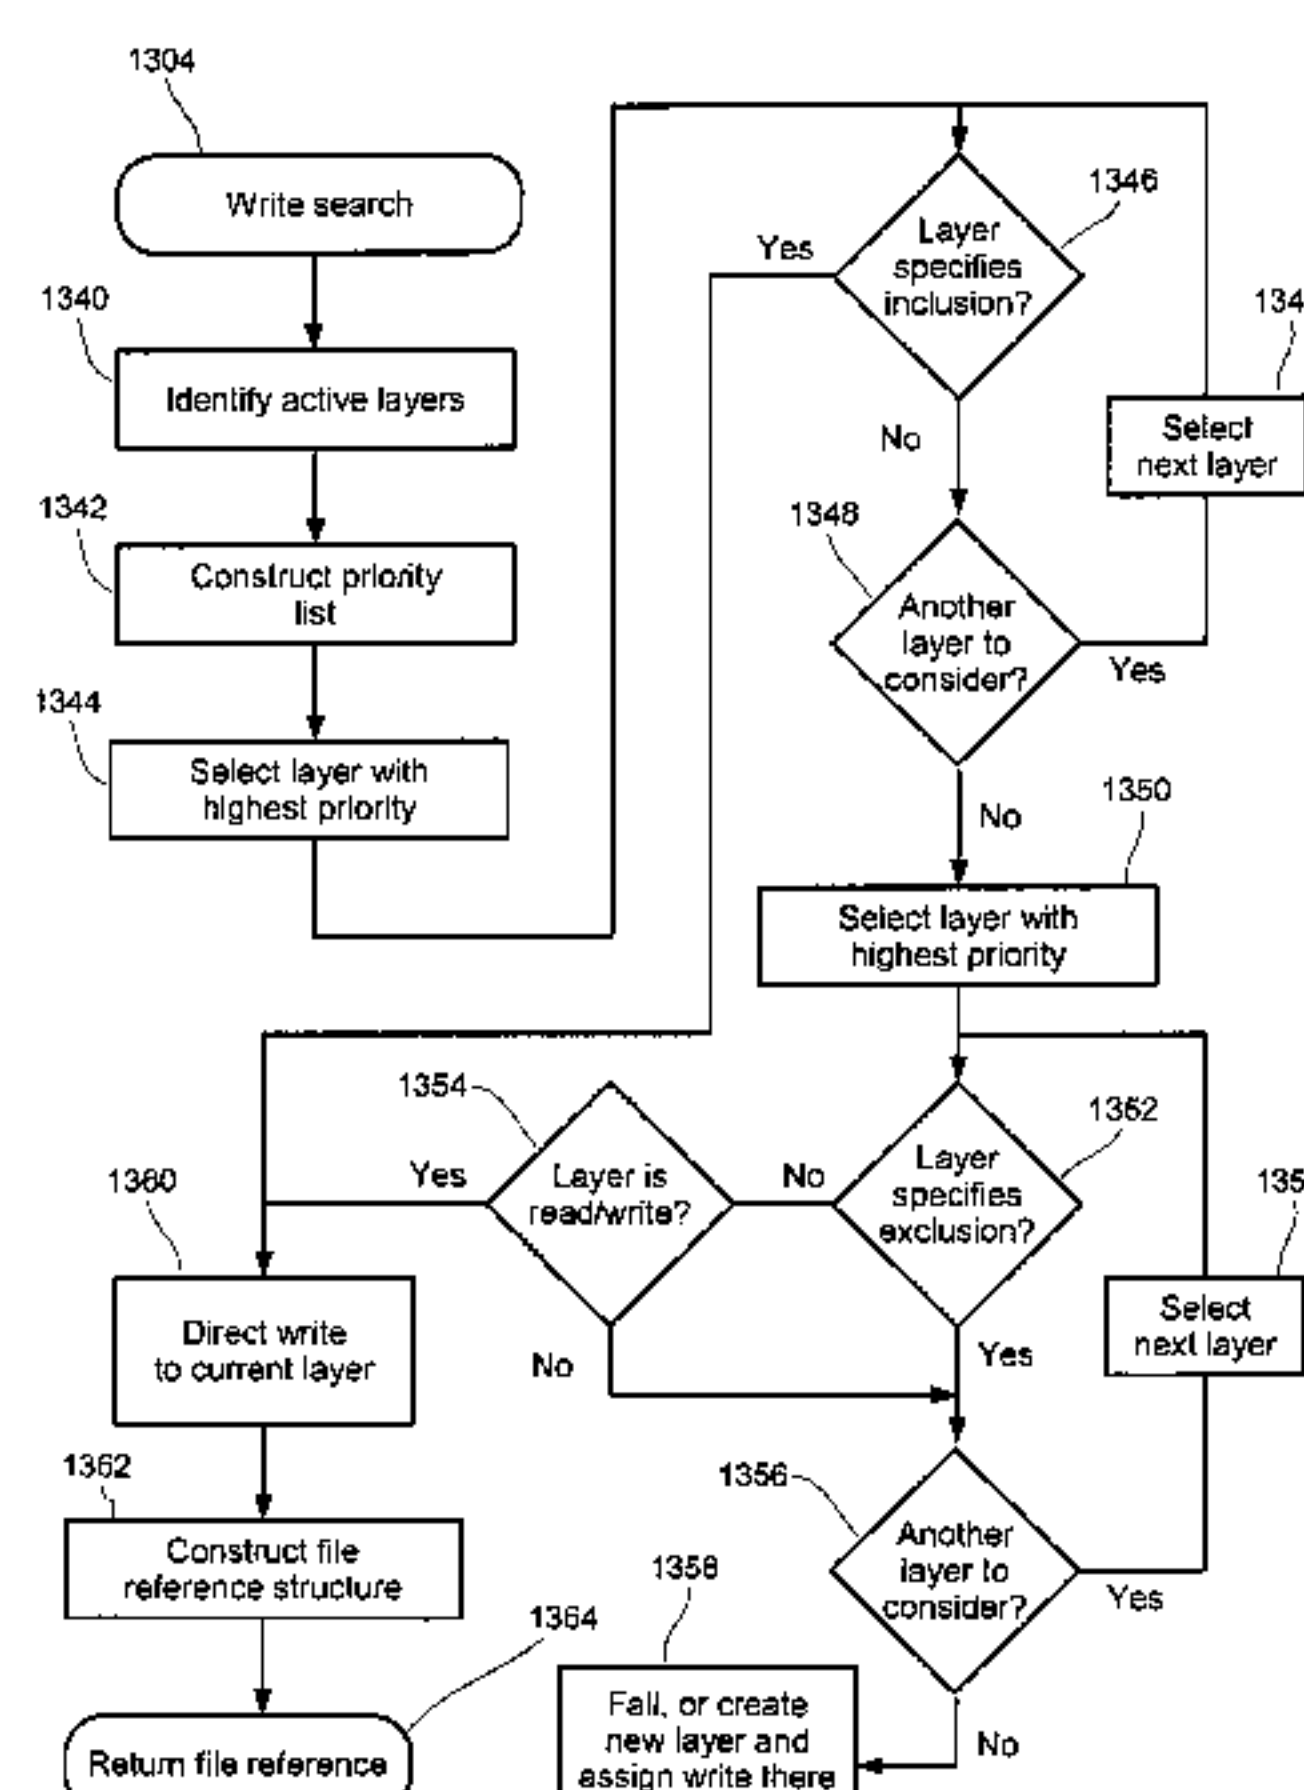 1304
Write search
1340
Identify active layers
1342
Construct priority
list
1344
Select layer with
highest priority
1346
Layer
specifies
inclusion?
Yes
No
134
Select
next layer
1348
Another
layer to
consider?
Yes
No
1350
Select layer with
highest priority
1352
Layer
specifies
exclusion?
No
Yes
1354
Layer is
read/write?
Yes
No
135
Select
next layer
1356
Another
layer to
consider?
Yes
No
1358
Fail, or create
new layer and
assign write there
1360
Direct write
to current layer
1362
Construct file
reference structure
1364
Return file reference